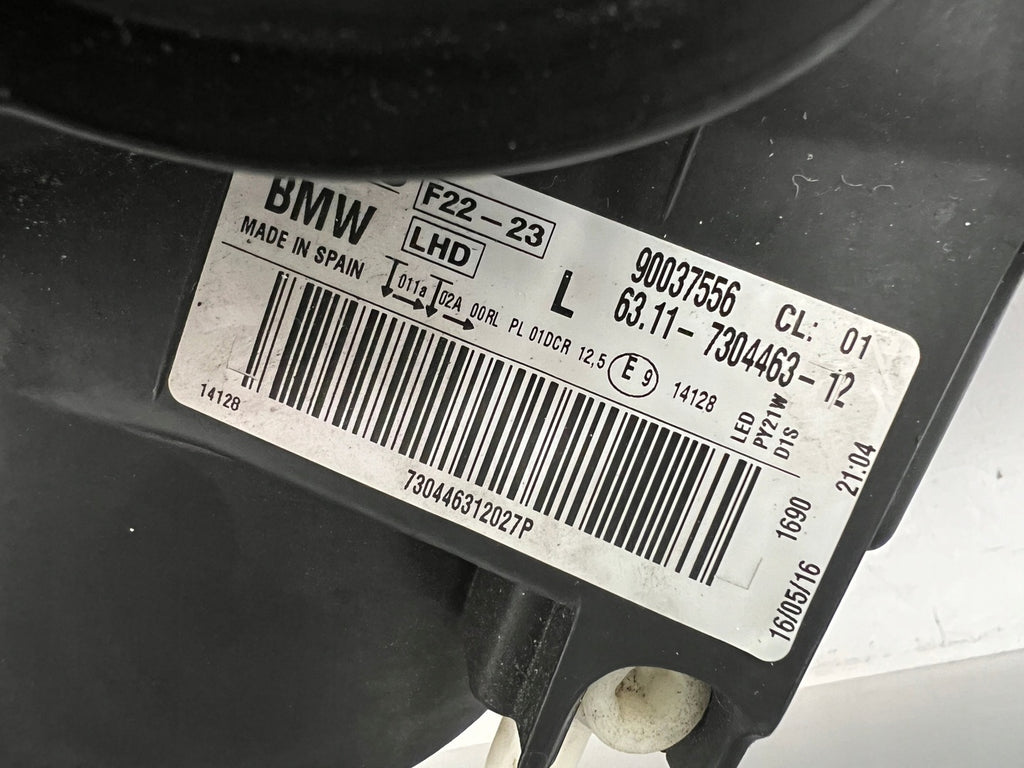 BMW
F22-23
LHD
MADE IN SPAIN
L
90037556 CL: 01
63.11-7304463-12
011a 02A 00RL PL 01DCR 12,5 E 9 14128
LED
PY21W
D1S
14128
730446312027P
16/05/16 1690 21:04